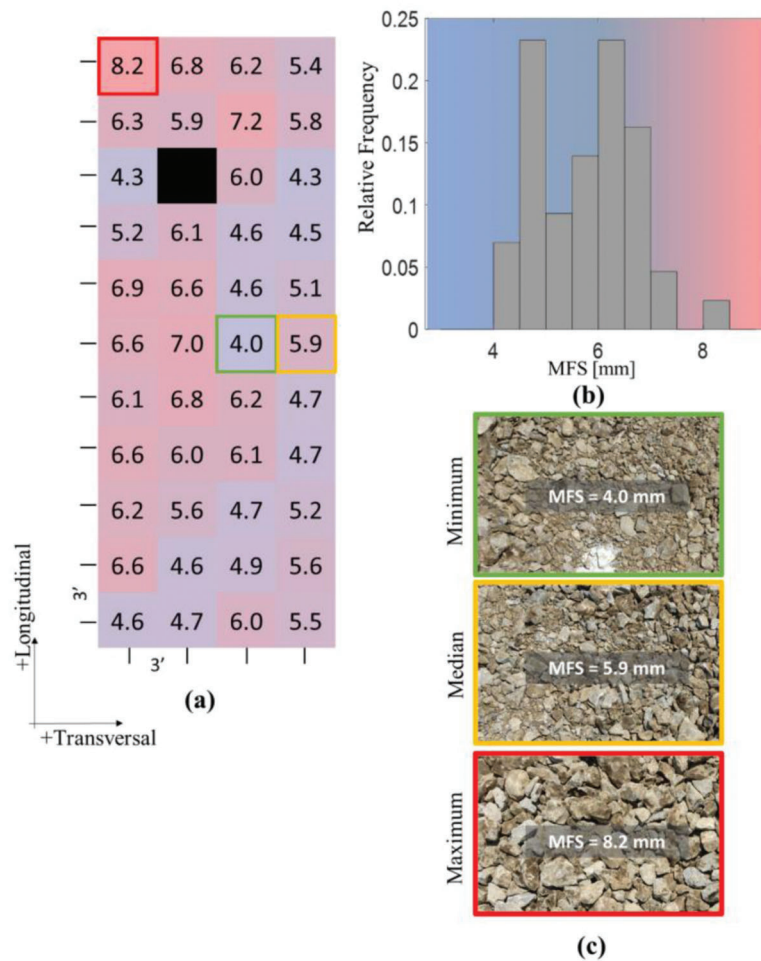 8.2 6.8 6.2 5.4
6.3 5.9 7.2 5.8
4.3 6.0 4.3
5.2 6.1 4.6 4.5
6.9 6.6 4.6 5.1
6.6 7.0 4.0 5.9
6.1 6.8 6.2 4.7
6.6 6.0 6.1 4.7
6.2 5.6 4.7 5.2
6.6 4.6 4.9 5.6
4.6 4.7 6.0 5.5
3'
3'
+Longitudinal
+Transversal
(a)
0.25
0.2
0.15
0.1
0.05
0
Relative Frequency
4 6 8
MFS [mm]
(b)
Minimum
MFS = 4.0 mm
Median
MFS = 5.9 mm
Maximum
MFS = 8.2 mm
(c)